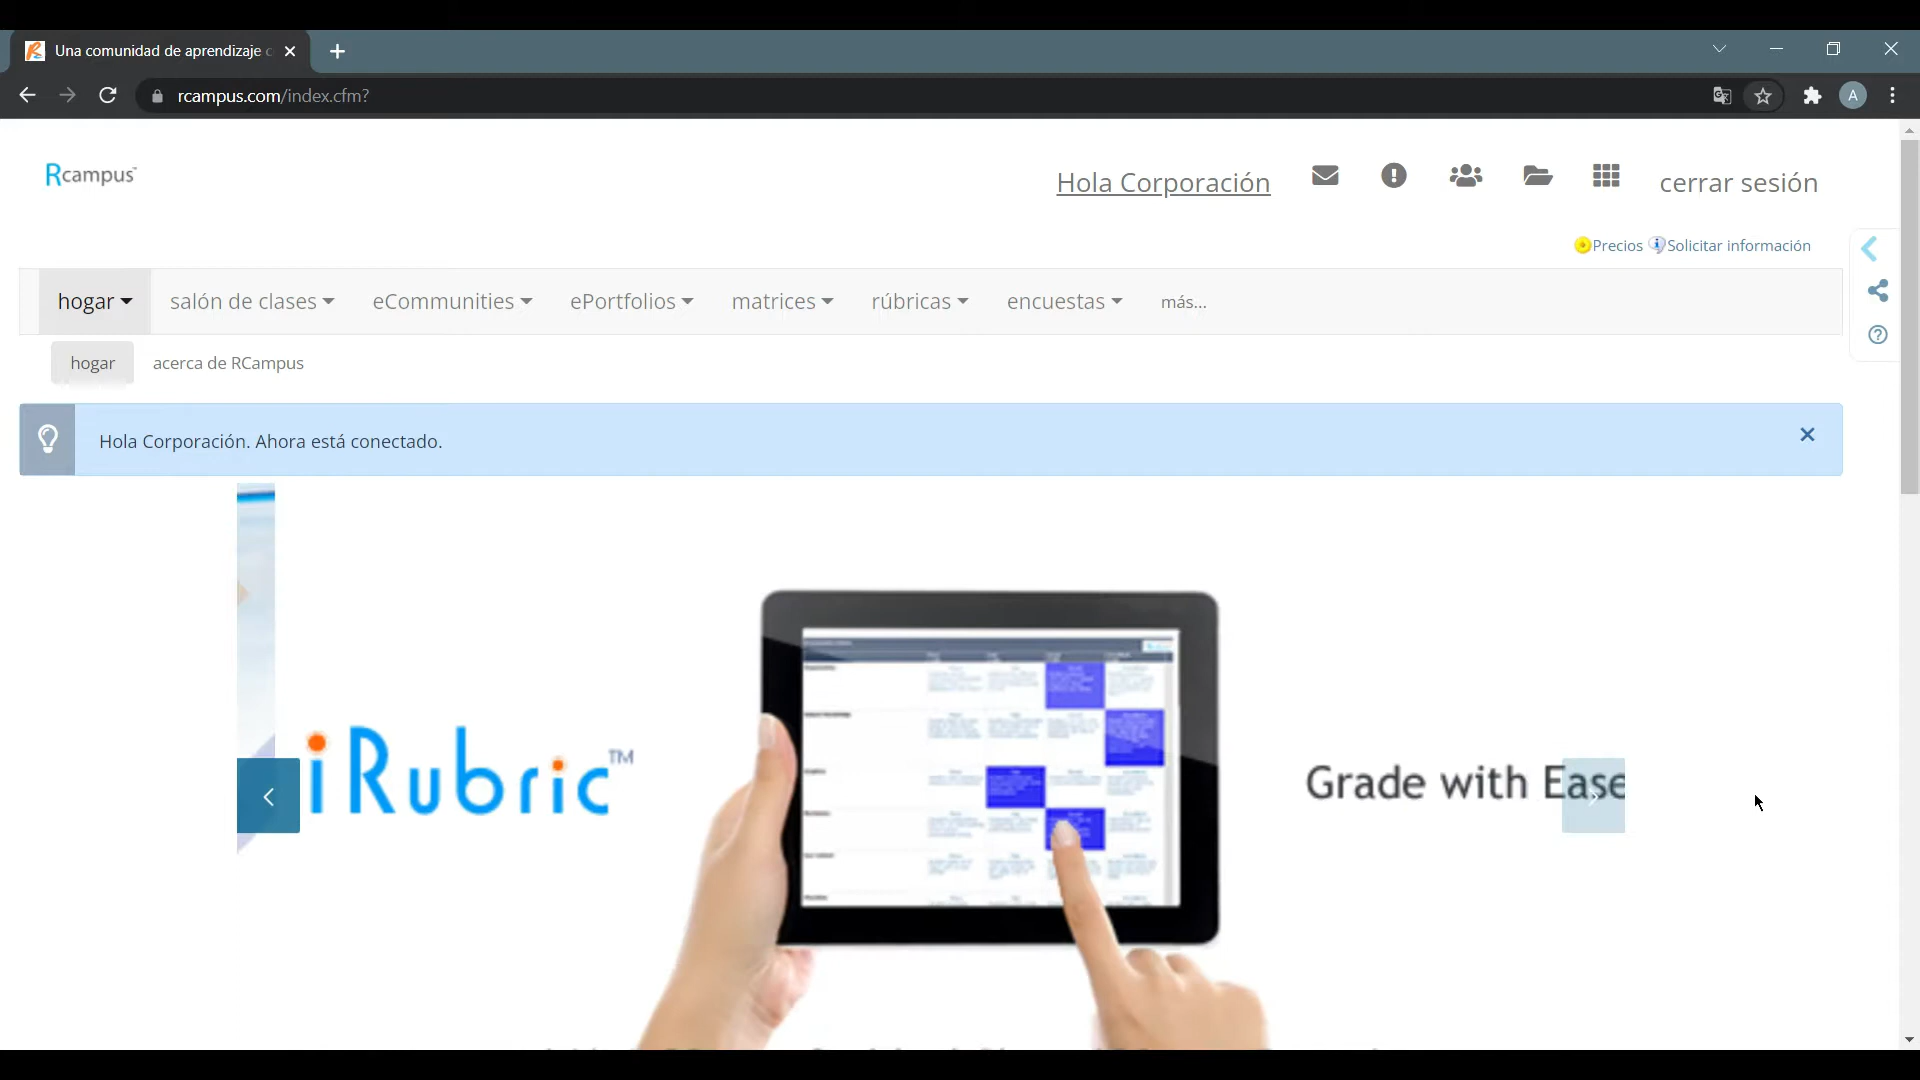 Una comunidad de aprendizaje c
rcampus.com/index.cfm?
A
Rcampus
Hola Corporación
cerrar sesión
Precios Solicitar información
hogar salón de clases eCommunities ePortfolios matrices rúbricas encuestas más...
hogar acerca de RCampus
Hola Corporación. Ahora está conectado.
iRubric™
Grade with Ease